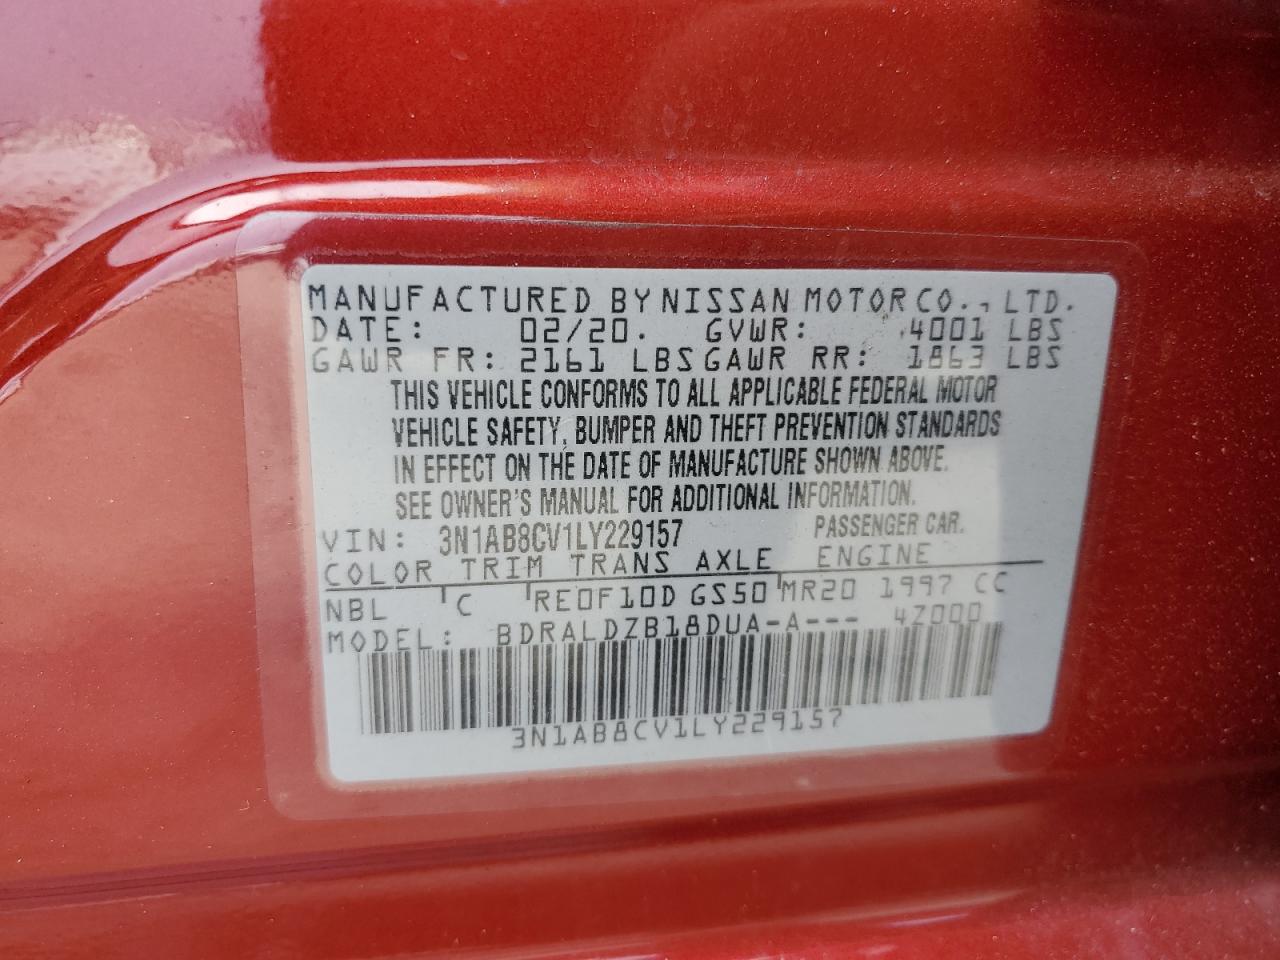 MANUFACTURED BY NISSAN MOTOR CO., LTD.
DATE: 02/20. GVWR: 4001 LBS
GAWR FR: 2161 LBS GAWR RR: 1863 LBS
THIS VEHICLE CONFORMS TO ALL APPLICABLE FEDERAL MOTOR
VEHICLE SAFETY, BUMPER AND THEFT PREVENTION STANDARDS
IN EFFECT ON THE DATE OF MANUFACTURE SHOWN ABOVE.
SEE OWNER'S MANUAL FOR ADDITIONAL INFORMATION.
VIN: 3N1AB8CV1LY229157 PASSENGER CAR.
COLOR TRIM TRANS AXLE ENGINE
NBL C RE0F10D GS50 MR20 1997 CC
MODEL: BDRALDZB18DUA-A--- 4Z000
3N1AB8CV1LY229157